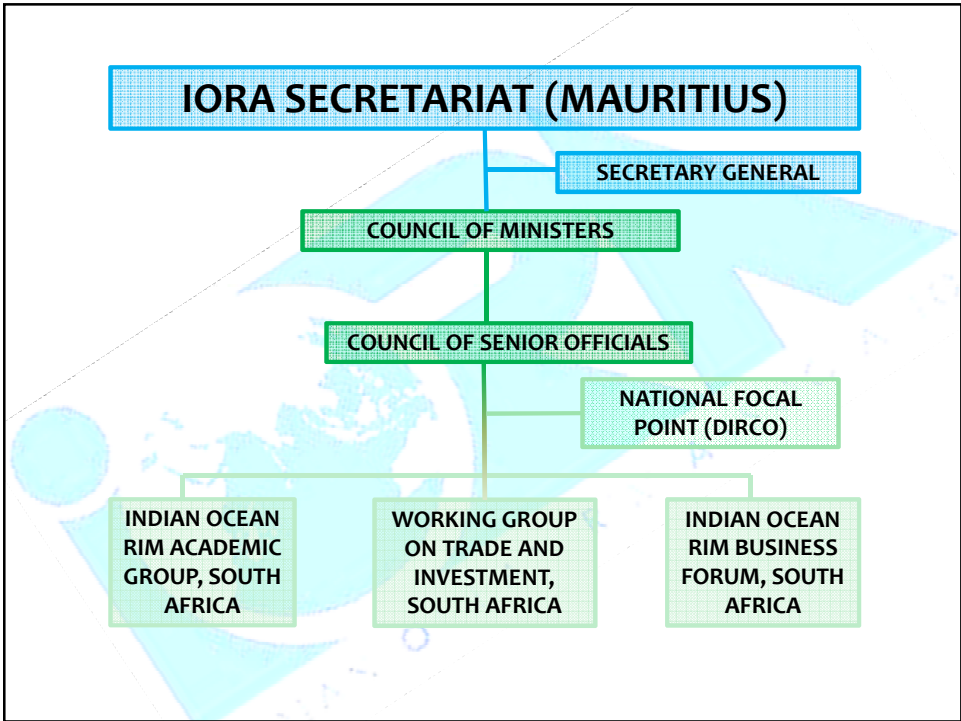 IORA SECRETARIAT (MAURITIUS)
SECRETARY GENERAL
COUNCIL OF MINISTERS
COUNCIL OF SENIOR OFFICIALS
NATIONAL FOCAL
POINT (DIRCO)
INDIAN OCEAN
RIM ACADEMIC
GROUP, SOUTH
AFRICA
WORKING GROUP
ON TRADE AND
INVESTMENT,
SOUTH AFRICA
INDIAN OCEAN
RIM BUSINESS
FORUM, SOUTH
AFRICA